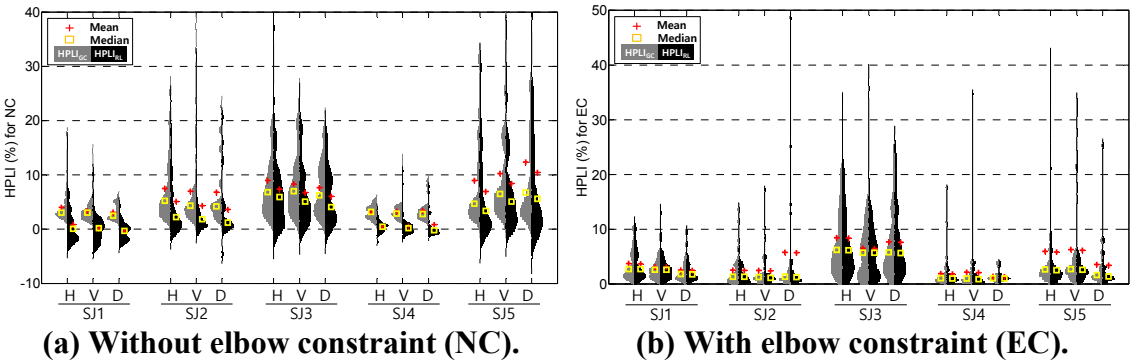 40
30
20
10
0
-10
HPLI (%) for NC
Mean
Median
HPLI_GC HPLI_RL
H V D H V D H V D H V D H V D
SJ1 SJ2 SJ3 SJ4 SJ5
(a) Without elbow constraint (NC).
50
40
30
20
10
0
HPLI (%) for EC
Mean
Median
HPLI_GC HPLI_RL
H V D H V D H V D H V D H V D
SJ1 SJ2 SJ3 SJ4 SJ5
(b) With elbow constraint (EC).